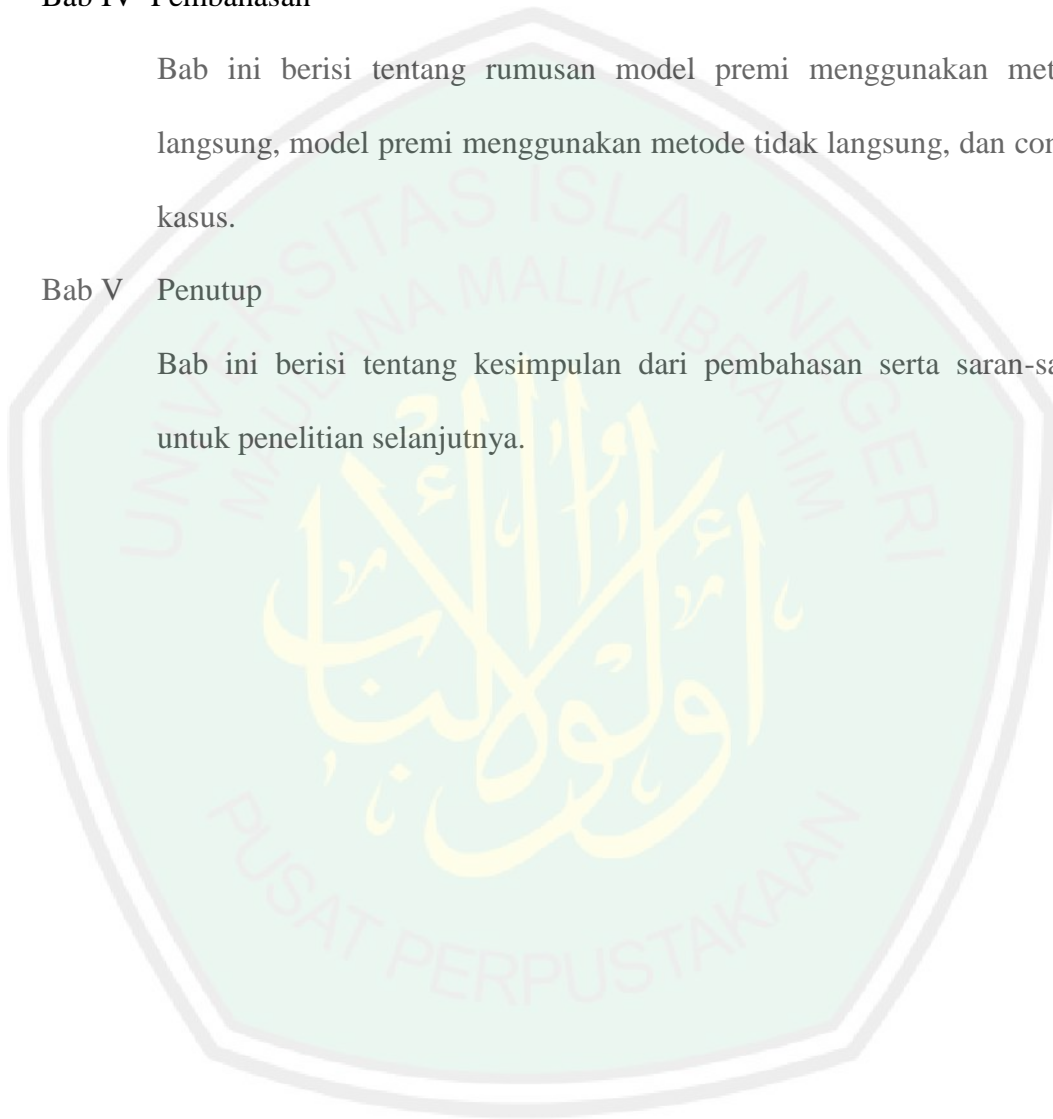 Bab IV Pembahasan
Bab ini berisi tentang rumusan model premi menggunakan met
langsung, model premi menggunakan metode tidak langsung, dan con
kasus.
Bab V Penutup
Bab ini berisi tentang kesimpulan dari pembahasan serta saran-sa
untuk penelitian selanjutnya.
UNIVERSITAS ISLAM NEGERI
MAULANA MALIK IBRAHIM
PUSAT PERPUSTAKAAN